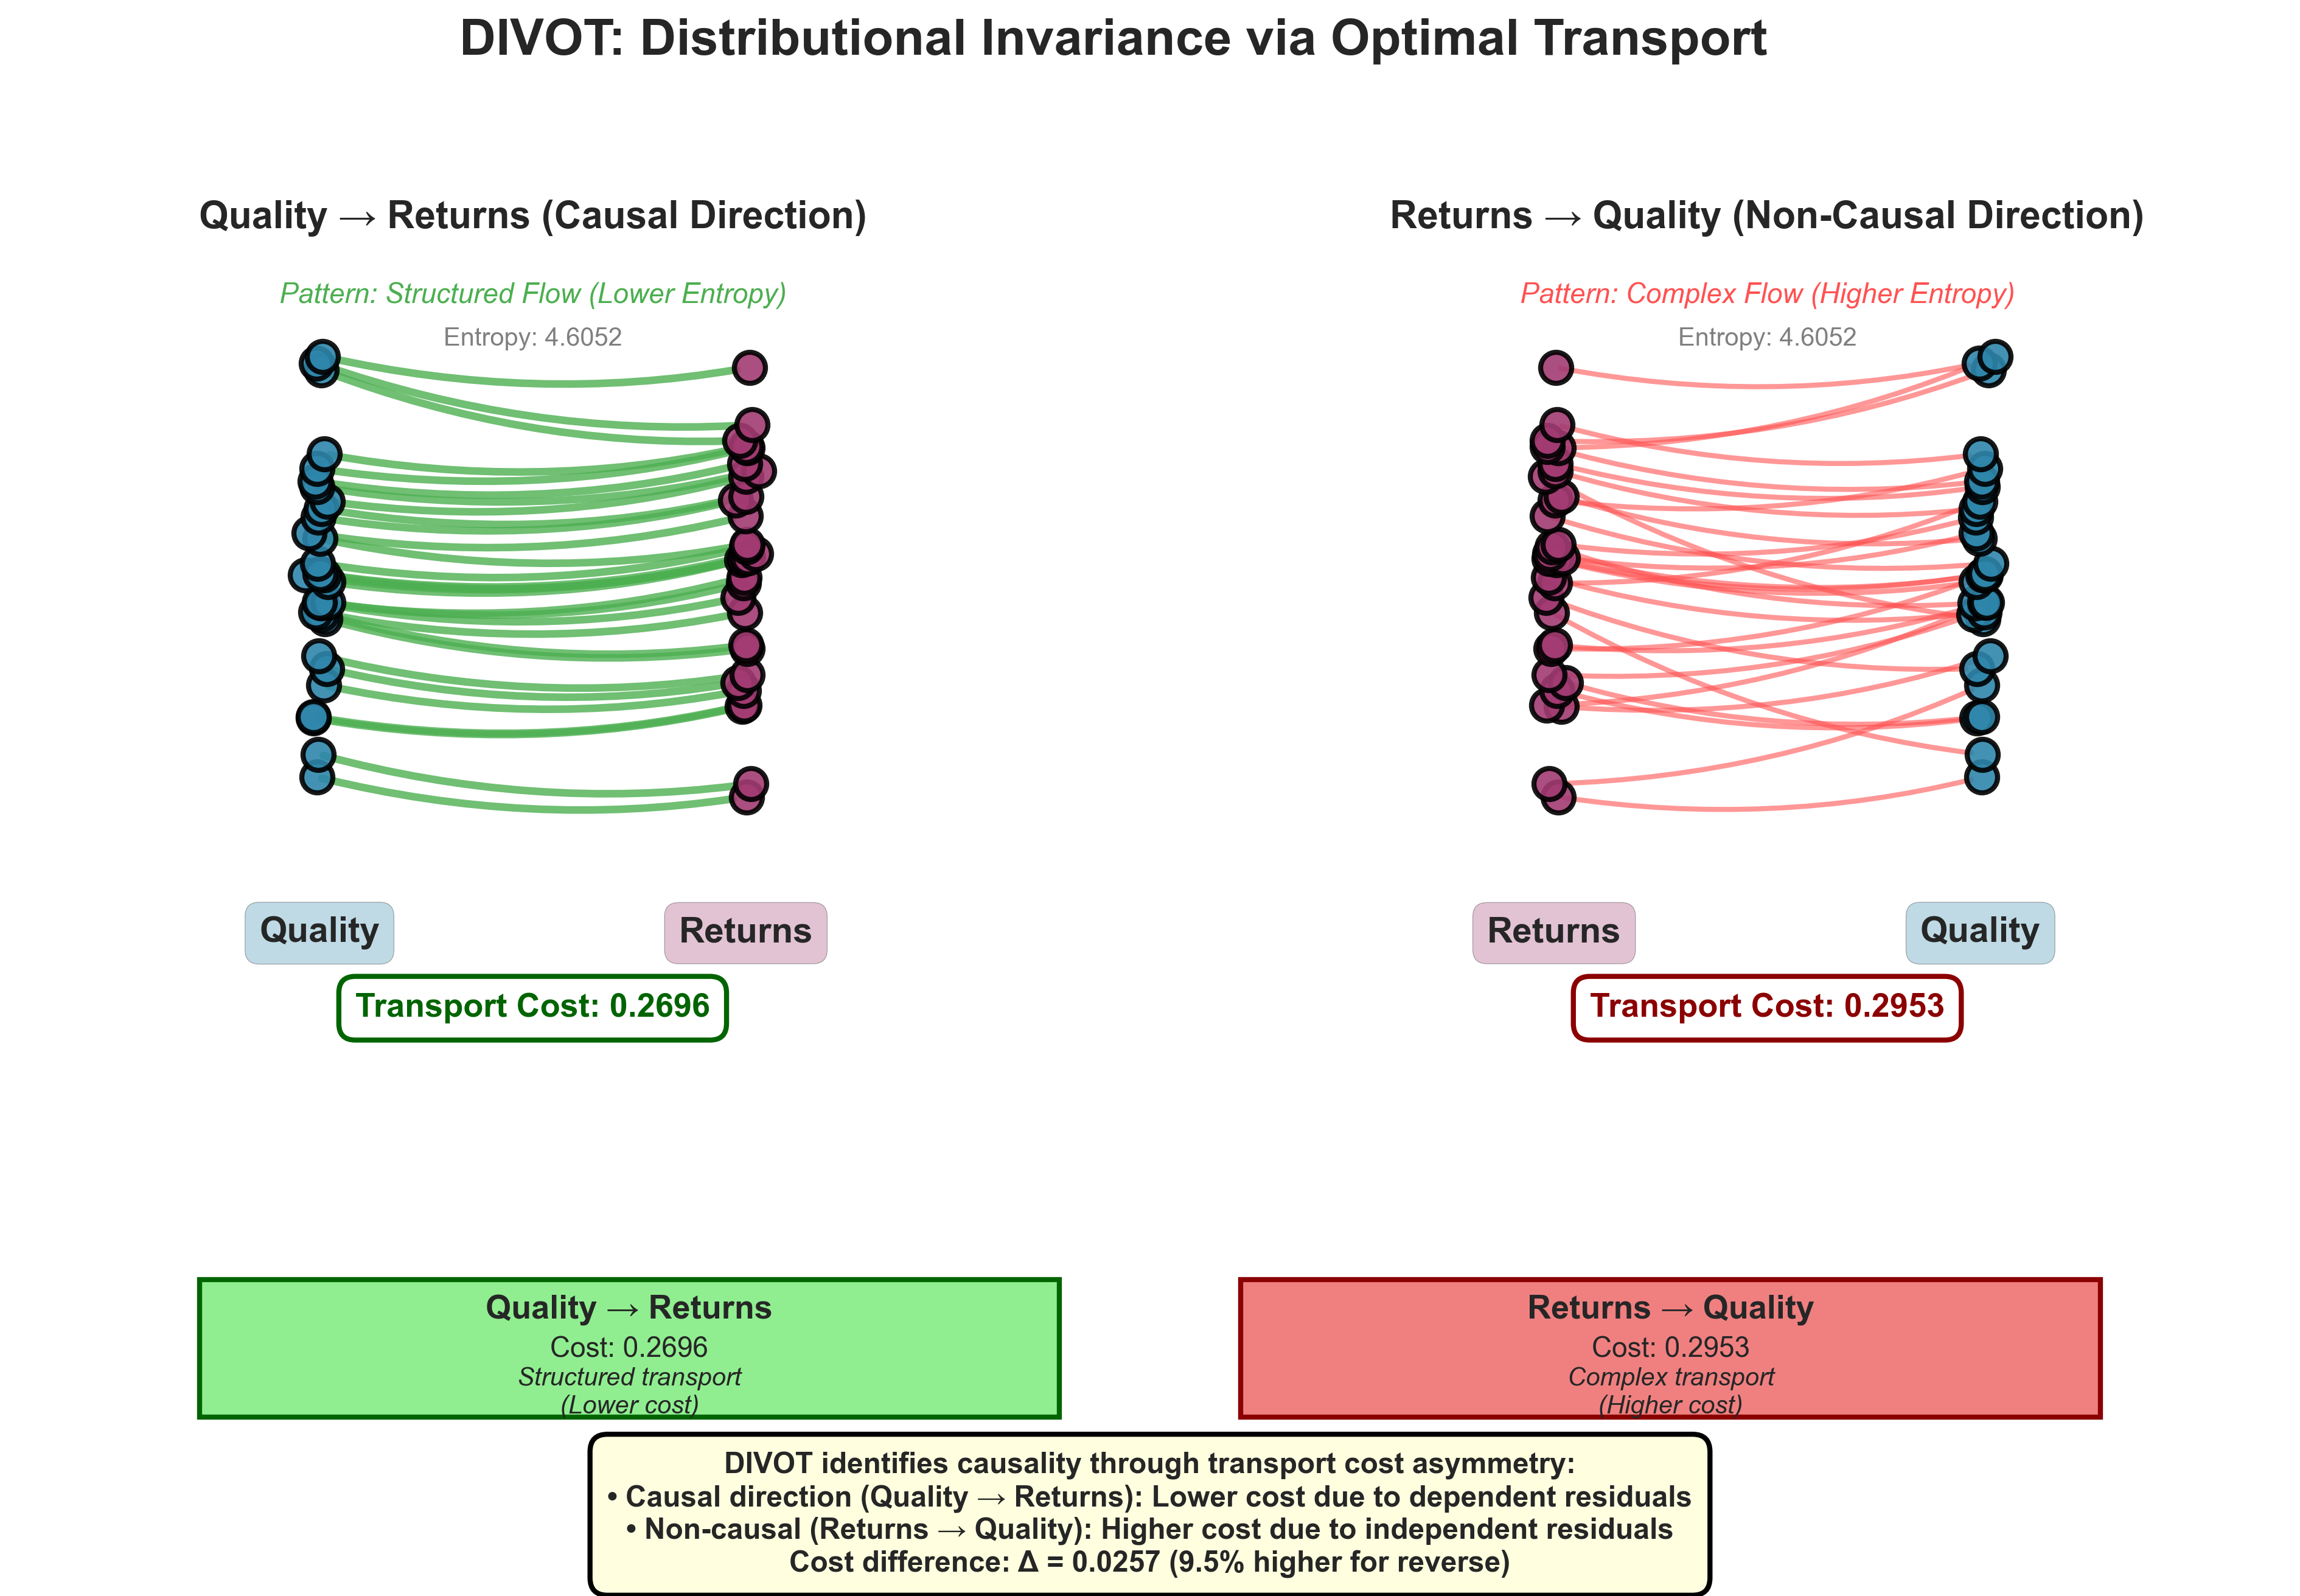 DIVOT: Distributional Invariance via Optimal Transport
Quality → Returns (Causal Direction)
Pattern: Structured Flow (Lower Entropy)
Entropy: 4.6052
Quality
Returns
Transport Cost: 0.2696
Returns → Quality (Non-Causal Direction)
Pattern: Complex Flow (Higher Entropy)
Entropy: 4.6052
Returns
Quality
Transport Cost: 0.2953
Quality → Returns
Cost: 0.2696
Structured transport
(Lower cost)
Returns → Quality
Cost: 0.2953
Complex transport
(Higher cost)
DIVOT identifies causality through transport cost asymmetry:
• Causal direction (Quality → Returns): Lower cost due to dependent residuals
• Non-causal (Returns → Quality): Higher cost due to independent residuals
Cost difference: Δ = 0.0257 (9.5% higher for reverse)